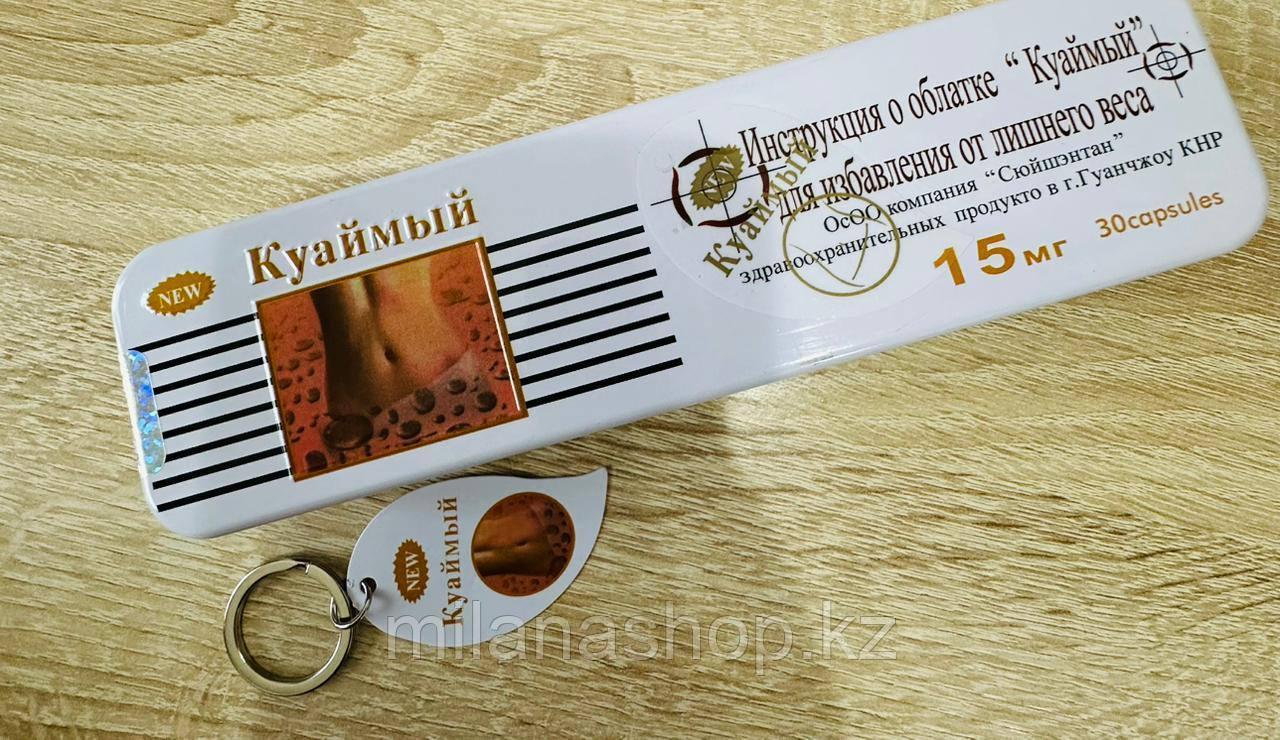 Инструкция о облатке “ Куаймый”
для избавления от лишнего веса
ОсОО компания “Сюйшэнтан”
здравоохранительных продукто в г.Гуанчжоу КНР
15 мг 30capsules
Куаймый
NEW
Куаймый
NEW
Куаймый
NEW
milanashop.kz